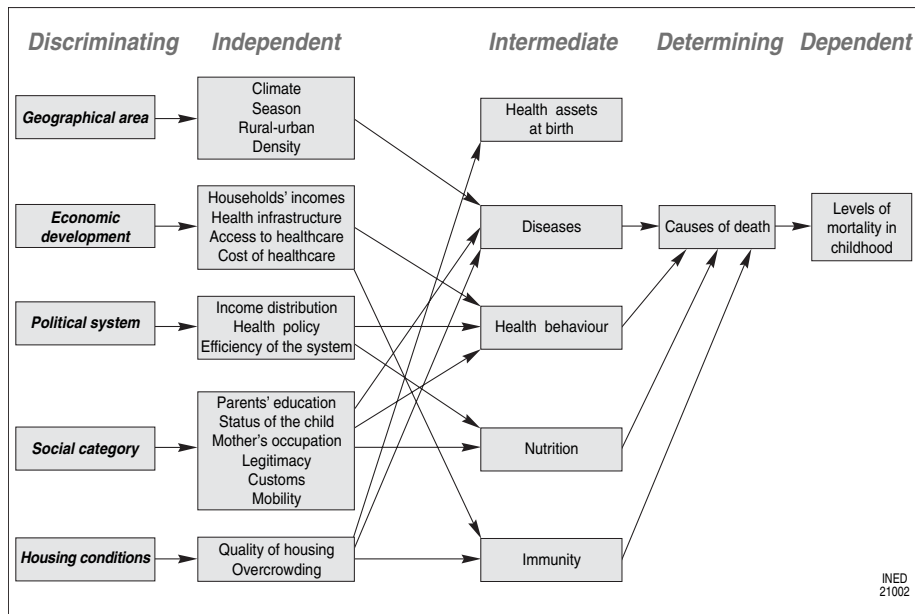 Discriminating Independent Intermediate Determining Dependent
Geographical area
Climate
Season
Rural-urban
Density
Health assets
at birth
Economic
development
Households' incomes
Health infrastructure
Access to healthcare
Cost of healthcare
Diseases
Causes of death
Levels of
mortality in
childhood
Political system
Income distribution
Health policy
Efficiency of the system
Health behaviour
Social category
Parents' education
Status of the child
Mother's occupation
Legitimacy
Customs
Mobility
Nutrition
Housing conditions
Quality of housing
Overcrowding
Immunity
INED
21002